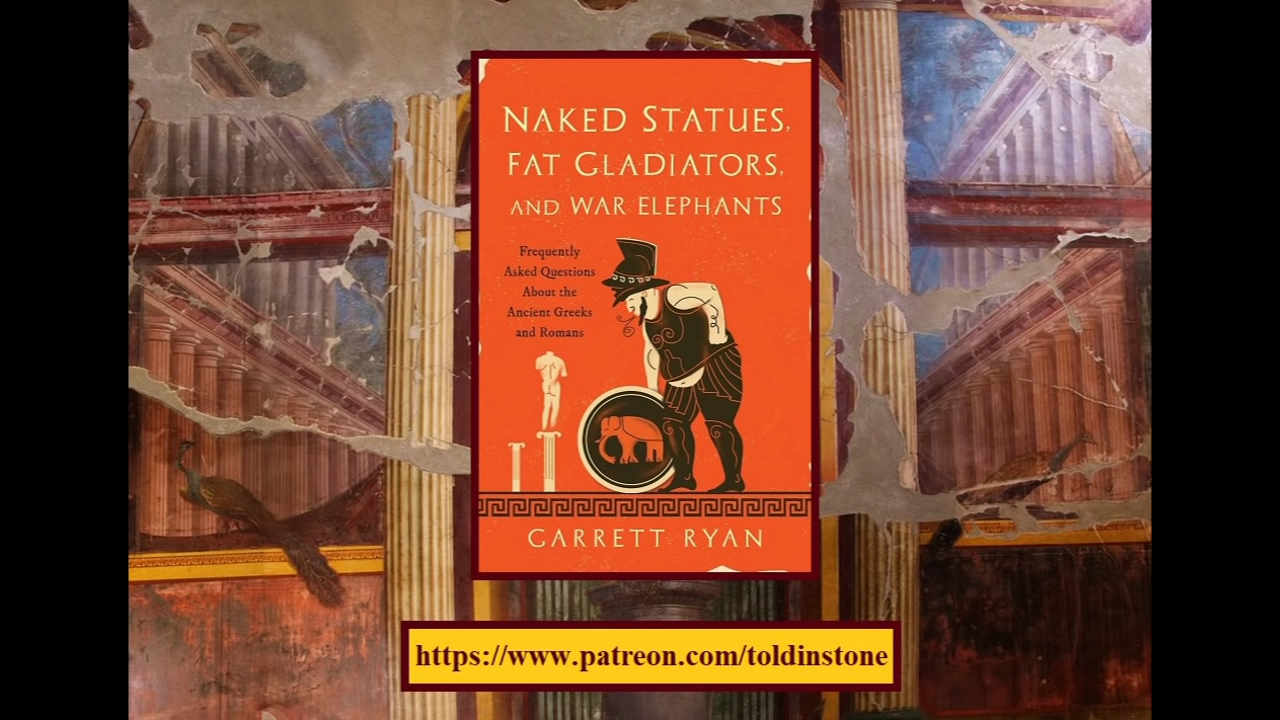 NAKED STATUES,
FAT GLADIATORS,
AND WAR ELEPHANTS
Frequently
Asked Questions
About the
Ancient Greeks
and Romans
GARRETT RYAN
https://www.patreon.com/toldinstone